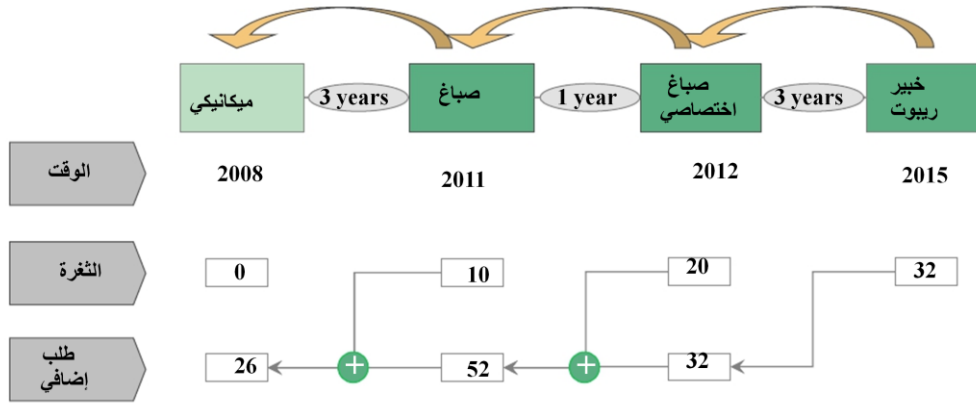 ميكانيكي
3 years
صباغ
1 year
صباغ
اختصاصي
3 years
خبير
ريبوت
الوقت
2008
2011
2012
2015
الثغرة
0
10
20
32
طلب
إضافي
26
+
52
+
32